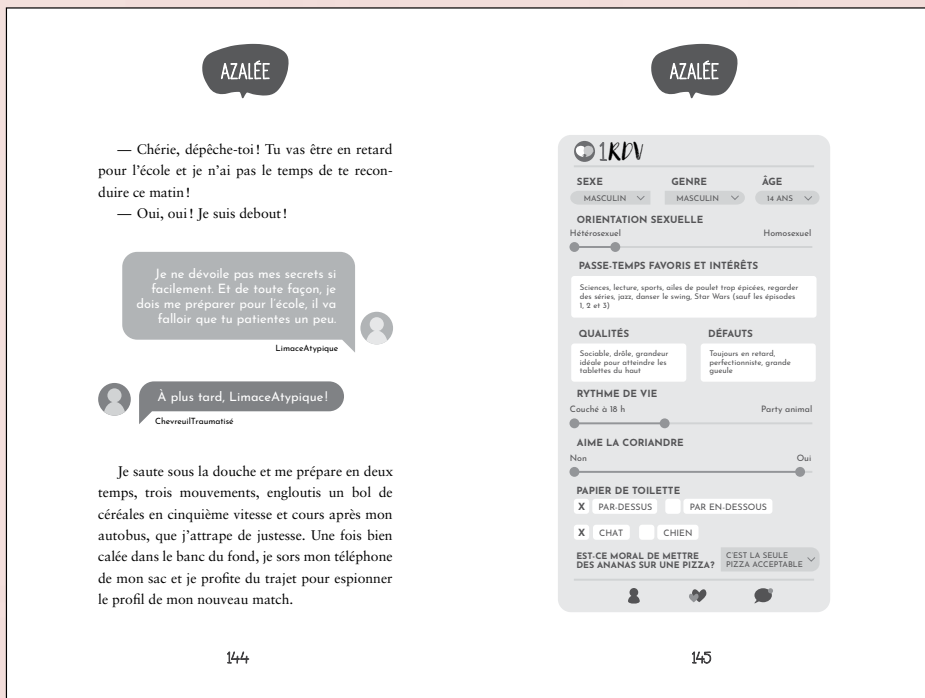 AZALÉE
— Chérie, dépêche-toi ! Tu vas être en retard
pour l’école et je n’ai pas le temps de te recon-
duire ce matin !
— Oui, oui ! Je suis debout !
Je ne dévoile pas mes secrets si
facilement. Et de toute façon, je
dois me préparer pour l’école, il va
falloir que tu patientes un peu.
LimaceAtypique
À plus tard, LimaceAtypique !
ChevreuilTraumatisé
Je saute sous la douche et me prépare en deux
temps, trois mouvements, engloutis un bol de
céréales en cinquième vitesse et cours après mon
autobus, que j’attrape de justesse. Une fois bien
calée dans le banc du fond, je sors mon téléphone
de mon sac et je profite du trajet pour espionner
le profil de mon nouveau match.
144
AZALÉE
1RDV
SEXE GENRE ÂGE
MASCULIN MASCULIN 14 ANS
ORIENTATION SEXUELLE
Hétérosexuel Homosexuel
PASSE-TEMPS FAVORIS ET INTÉRÊTS
Sciences, lecture, sports, ailes de poulet trop épicées, regarder
des séries, jazz, danser le swing, Star Wars (sauf les épisodes
1, 2 et 3)
QUALITÉS DÉFAUTS
Sociable, drôle, grandeur Toujours en retard,
idéale pour atteindre les perfectionniste, grande
tablettes du haut gueule
RYTHME DE VIE
Couché à 18 h Party animal
AIME LA CORIANDRE
Non Oui
PAPIER DE TOILETTE
X PAR-DESSUS PAR EN-DESSOUS
X CHAT CHIEN
EST-CE MORAL DE METTRE C’EST LA SEULE
DES ANANAS SUR UNE PIZZA? PIZZA ACCEPTABLE
145